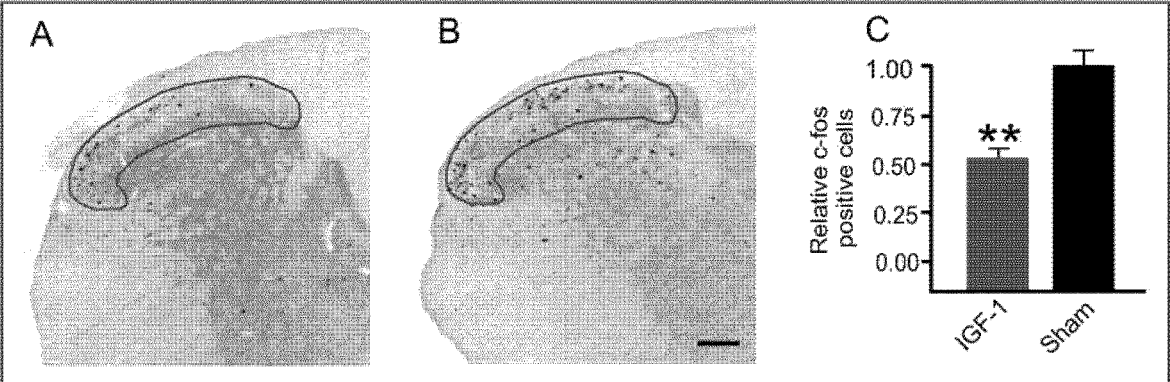 A
B
C
Relative c-fos
positive cells
1.00
0.75
0.50
0.25
0.00
**
IGF-1
Sham